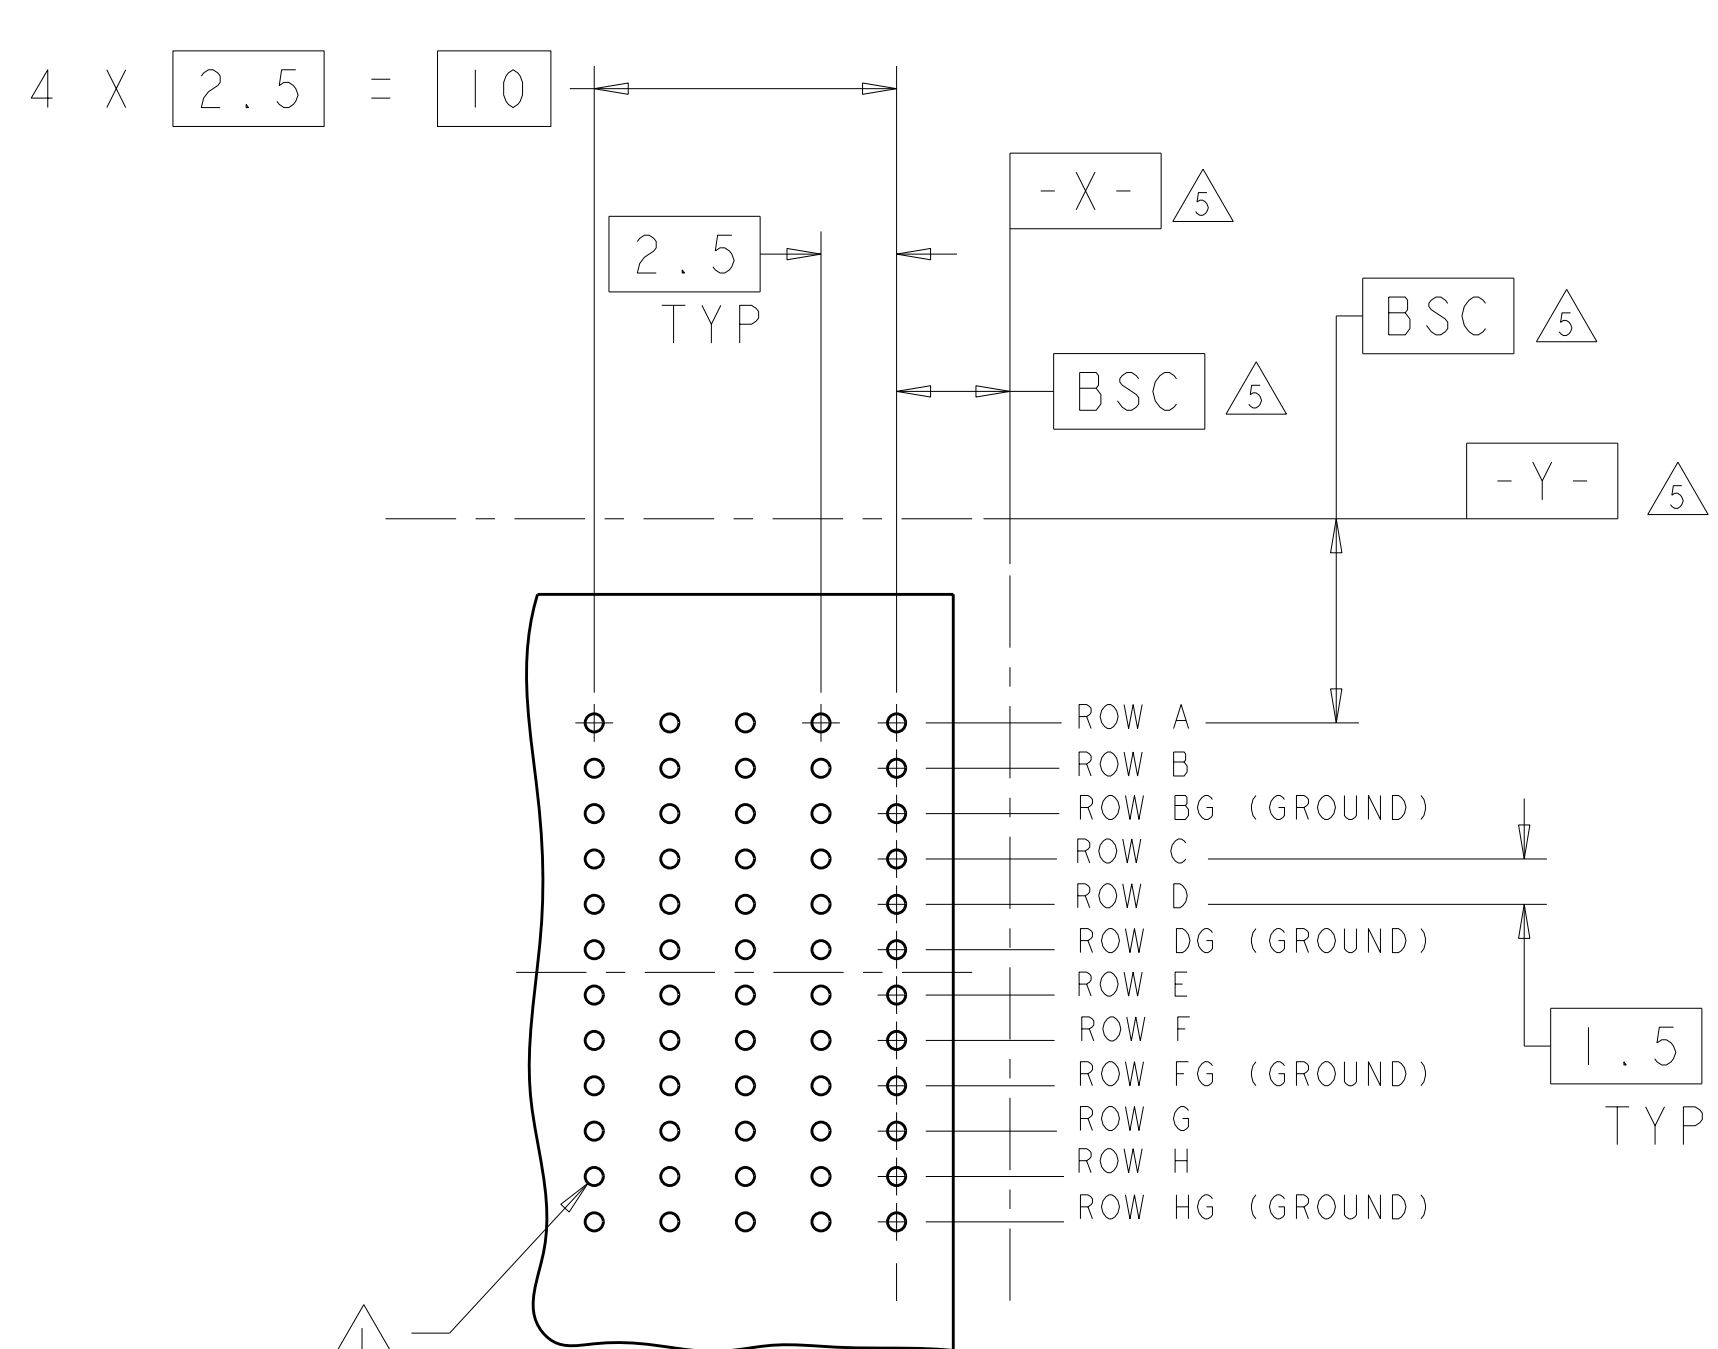 4 X 2.5 = 10
-X- 5
2.5
TYP
BSC 5
BSC 5
-Y- 5
ROW A
ROW B
ROW BG (GROUND)
ROW C
ROW D
ROW DG (GROUND)
ROW E
ROW F
1.5
ROW FG (GROUND)
TYP
ROW G
ROW H
ROW HG (GROUND)
1